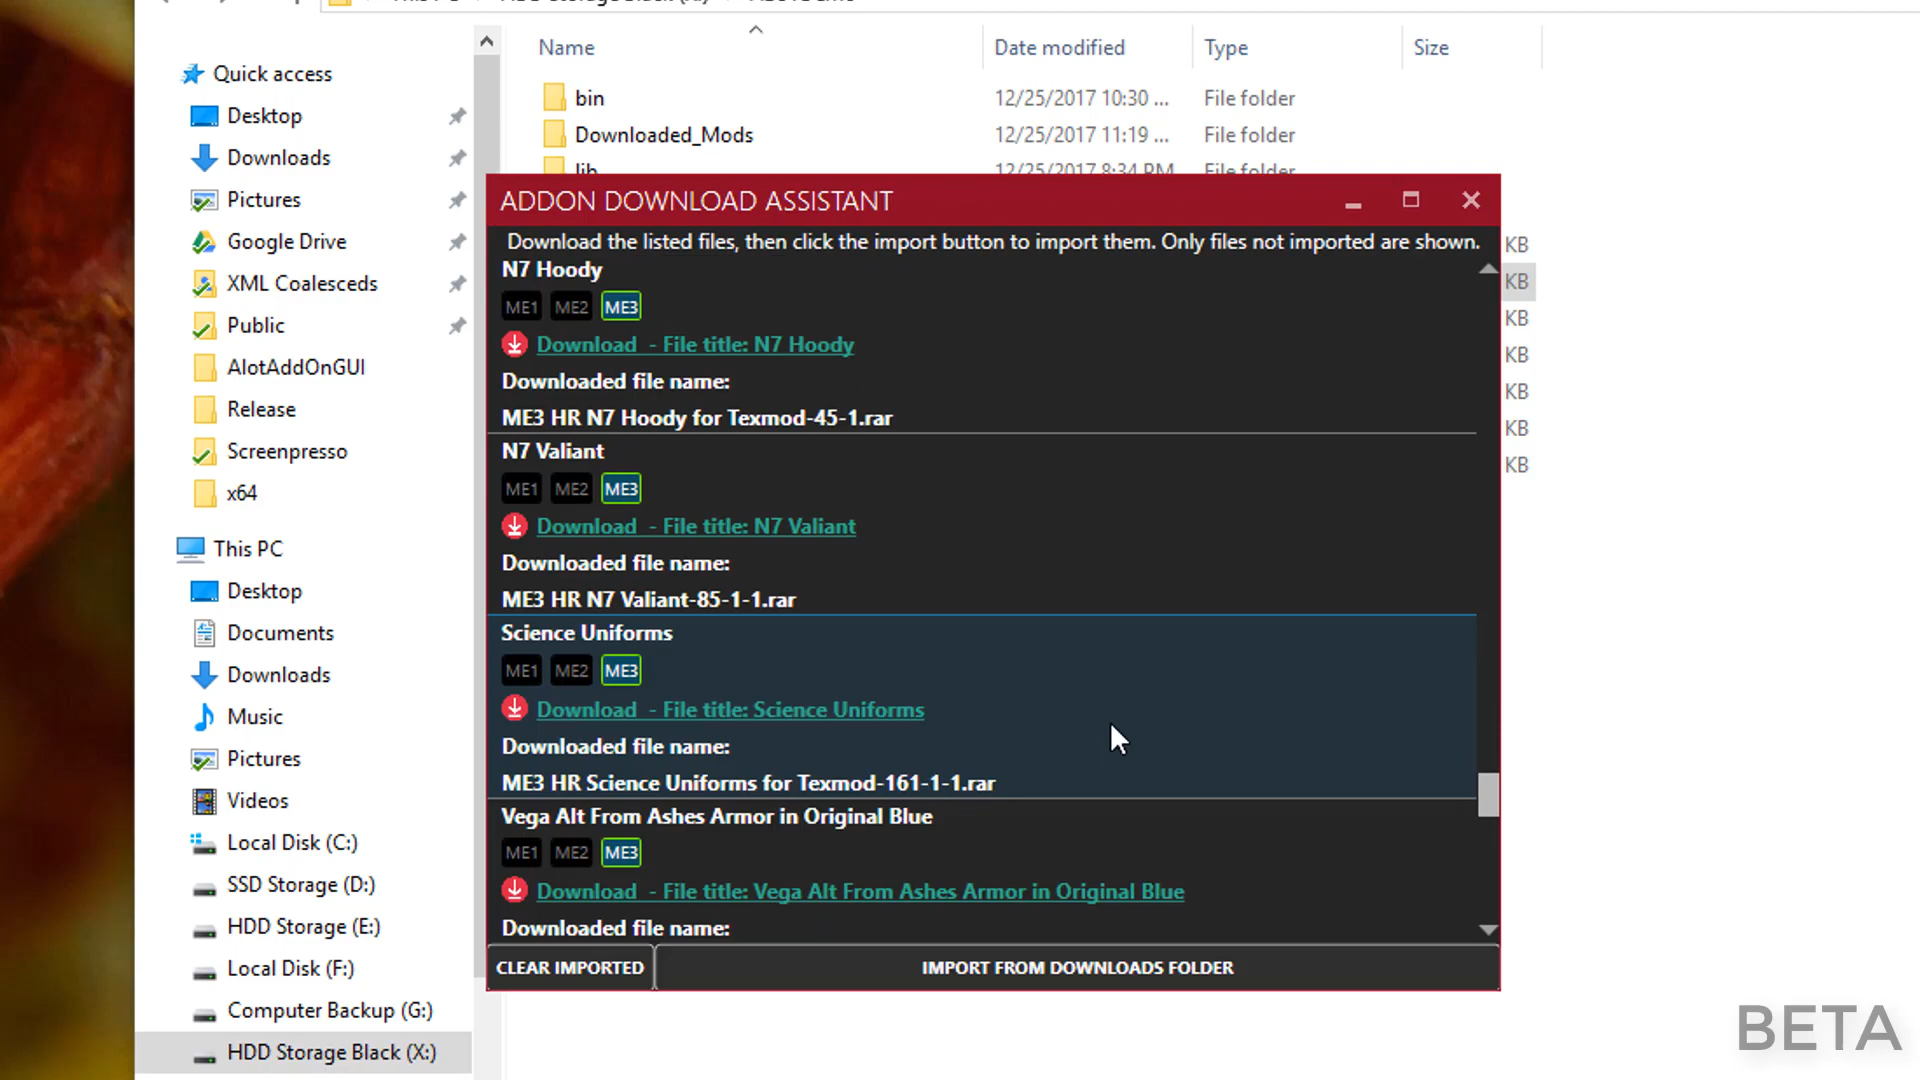 Name
Date modified
Type
Size
Quick access
Desktop
Downloads
Pictures
Google Drive
XML Coalesceds
Public
AlotAddOnGUI
Release
Screenpresso
x64
This PC
Desktop
Documents
Downloads
Music
Pictures
Videos
Local Disk (C:)
SSD Storage (D:)
HDD Storage (E:)
Local Disk (F:)
Computer Backup (G:)
HDD Storage Black (X:)
bin 12/25/2017 10:30 ... File folder
Downloaded_Mods 12/25/2017 11:19 ... File folder
lib 12/25/2017 8:34 PM File folder
KB
KB
KB
KB
KB
KB
KB
ADDON DOWNLOAD ASSISTANT
Download the listed files, then click the import button to import them. Only files not imported are shown.
N7 Hoody
ME1 ME2 ME3
Download - File title: N7 Hoody
Downloaded file name:
ME3 HR N7 Hoody for Texmod-45-1.rar
N7 Valiant
ME1 ME2 ME3
Download - File title: N7 Valiant
Downloaded file name:
ME3 HR N7 Valiant-85-1-1.rar
Science Uniforms
ME1 ME2 ME3
Download - File title: Science Uniforms
Downloaded file name:
ME3 HR Science Uniforms for Texmod-161-1-1.rar
Vega Alt From Ashes Armor in Original Blue
ME1 ME2 ME3
Download - File title: Vega Alt From Ashes Armor in Original Blue
Downloaded file name:
CLEAR IMPORTED
IMPORT FROM DOWNLOADS FOLDER
BETA